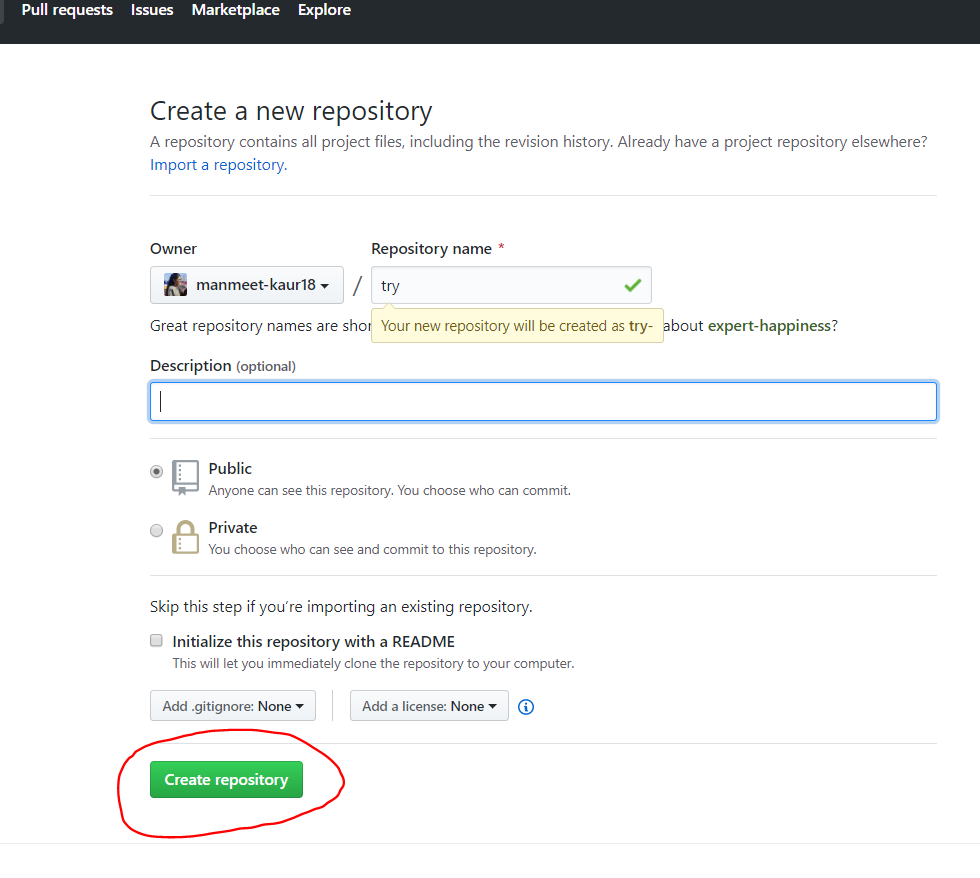 Pull requests Issues Marketplace Explore
Create a new repository
A repository contains all project files, including the revision history. Already have a project repository elsewhere?
Import a repository.
Owner Repository name *
manmeet-kaur18 / try
Great repository names are shor Your new repository will be created as try- about expert-happiness?
Description (optional)
Public
Anyone can see this repository. You choose who can commit.
Private
You choose who can see and commit to this repository.
Skip this step if you’re importing an existing repository.
Initialize this repository with a README
This will let you immediately clone the repository to your computer.
Add .gitignore: None Add a license: None
Create repository